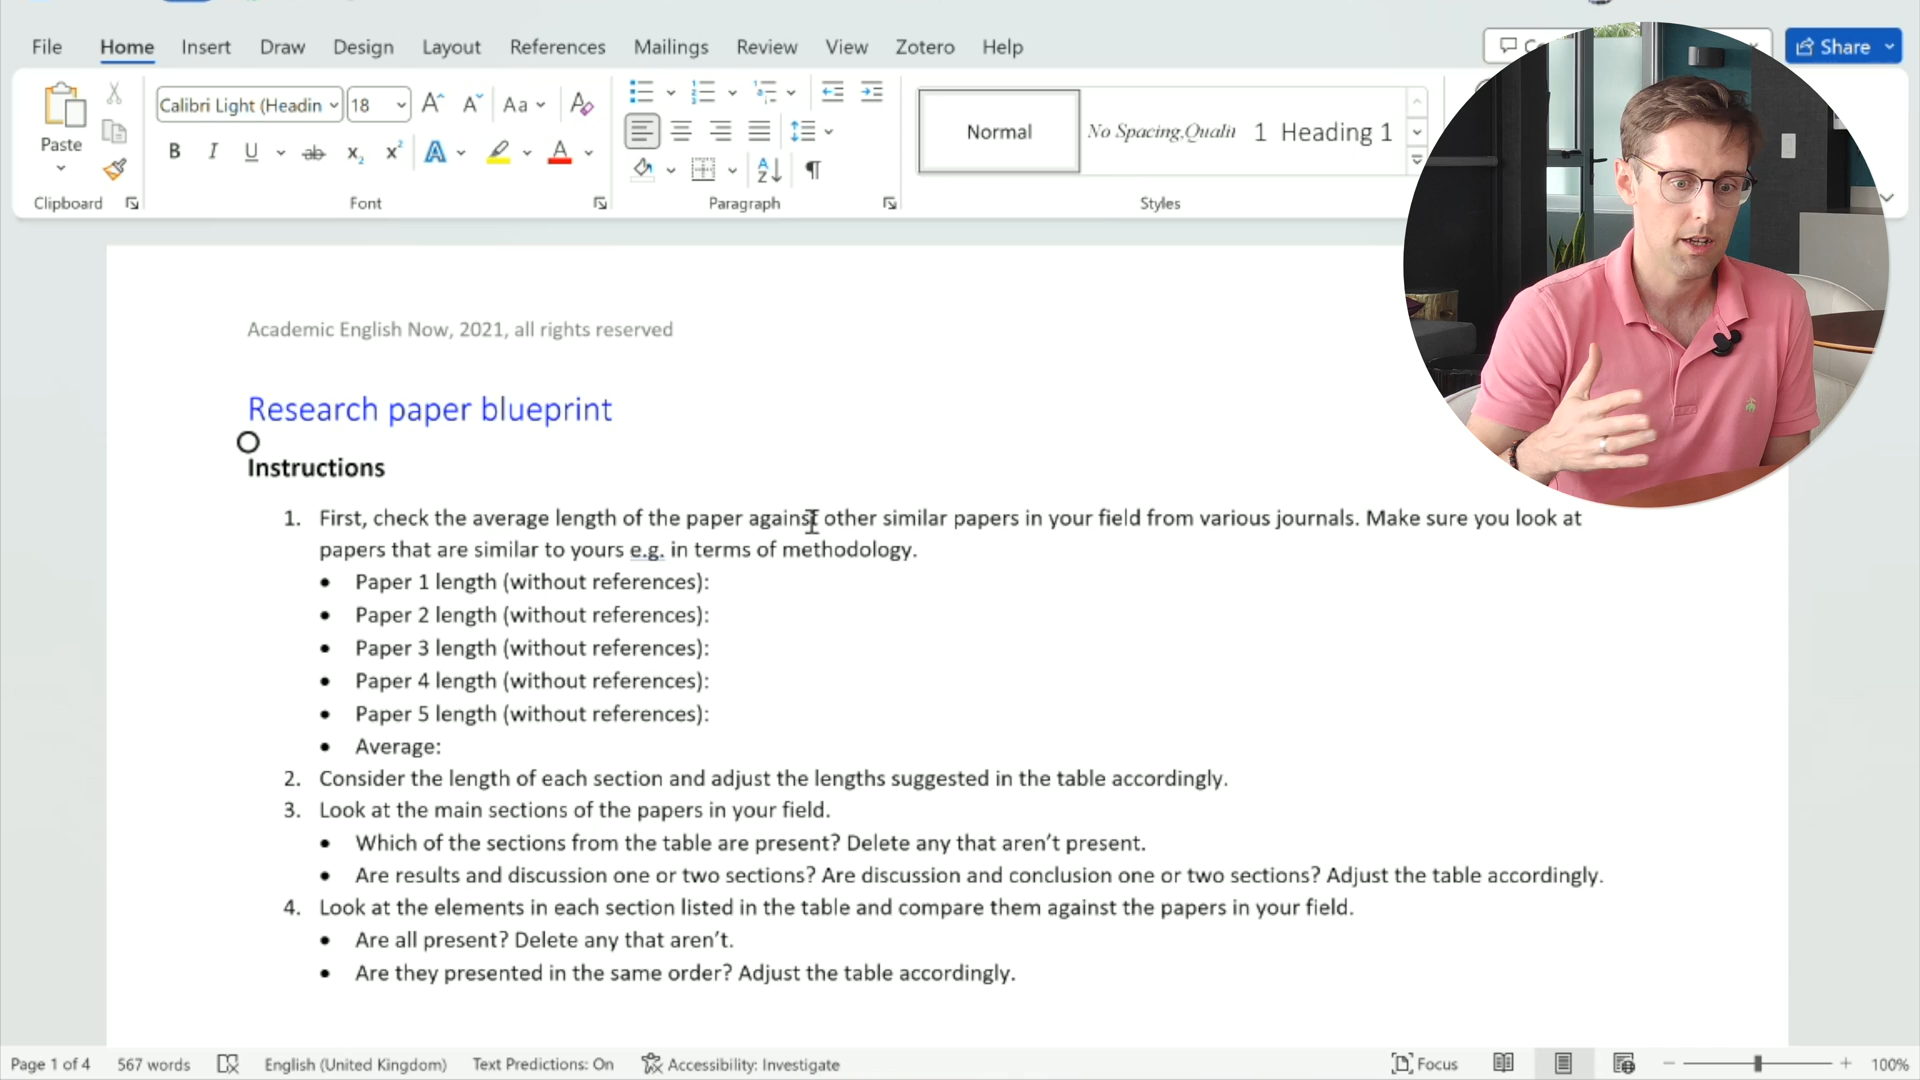 File Home Insert Draw Design Layout References Mailings Review View Zotero Help Share
Calibri Light (Headin 18 Aa
Paste
B I U ab x₂ x² A A
Normal No Spacing,Qualit 1 Heading 1
Clipboard Font Paragraph Styles
Academic English Now, 2021, all rights reserved
Research paper blueprint
Instructions
1. First, check the average length of the paper against other similar papers in your field from various journals. Make sure you look at
papers that are similar to yours e.g. in terms of methodology.
• Paper 1 length (without references):
• Paper 2 length (without references):
• Paper 3 length (without references):
• Paper 4 length (without references):
• Paper 5 length (without references):
• Average:
2. Consider the length of each section and adjust the lengths suggested in the table accordingly.
3. Look at the main sections of the papers in your field.
• Which of the sections from the table are present? Delete any that aren’t present.
• Are results and discussion one or two sections? Are discussion and conclusion one or two sections? Adjust the table accordingly.
4. Look at the elements in each section listed in the table and compare them against the papers in your field.
• Are all present? Delete any that aren’t.
• Are they presented in the same order? Adjust the table accordingly.
Page 1 of 4 567 words English (United Kingdom) Text Predictions: On Accessibility: Investigate Focus 100%